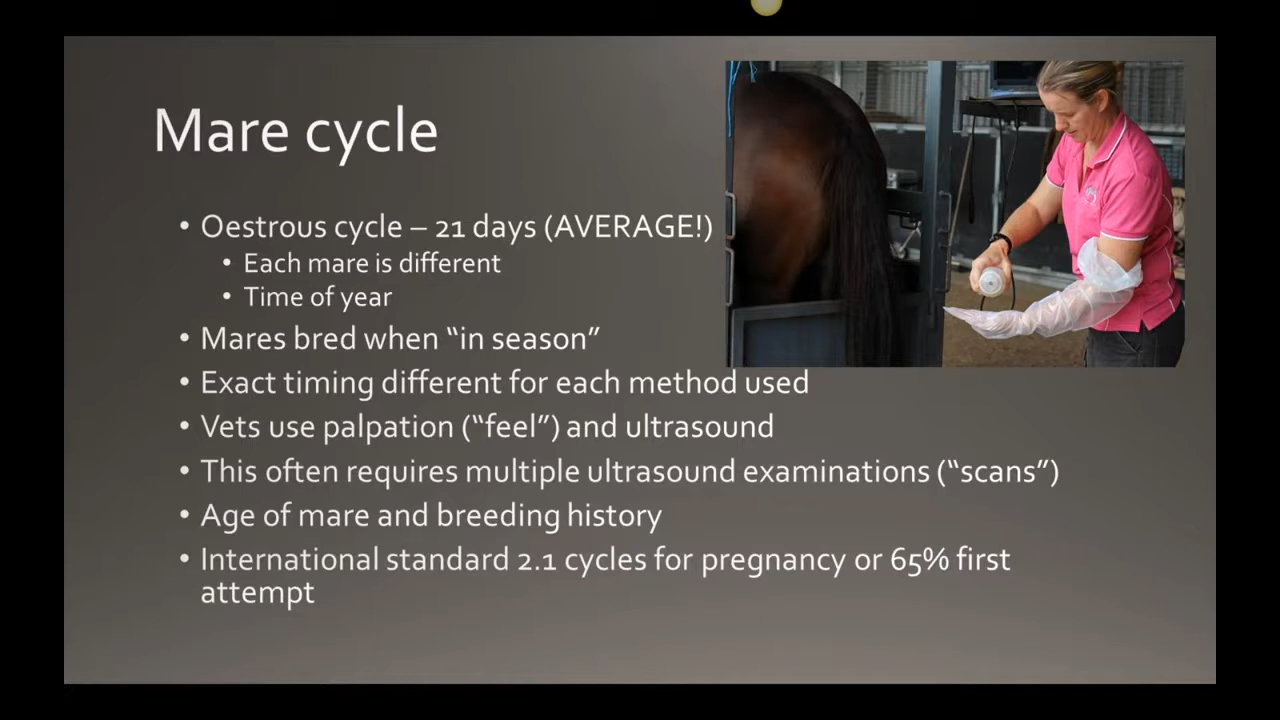 Mare cycle
• Oestrous cycle – 21 days (AVERAGE!)
• Each mare is different
• Time of year
• Mares bred when “in season”
• Exact timing different for each method used
• Vets use palpation (“feel”) and ultrasound
• This often requires multiple ultrasound examinations (“scans”)
• Age of mare and breeding history
• International standard 2.1 cycles for pregnancy or 65% first
attempt